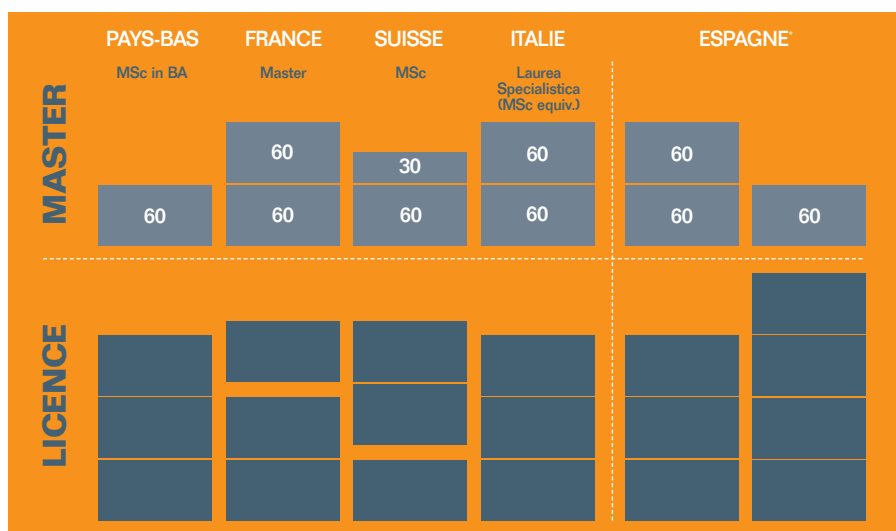 PAYS-BAS FRANCE SUISSE ITALIE ESPAGNE*
MSc in BA Master MSc Laurea
Specialistica
(MSc equiv.)
MASTER
60 60 60
30
60 60 60 60 60 60
LICENCE